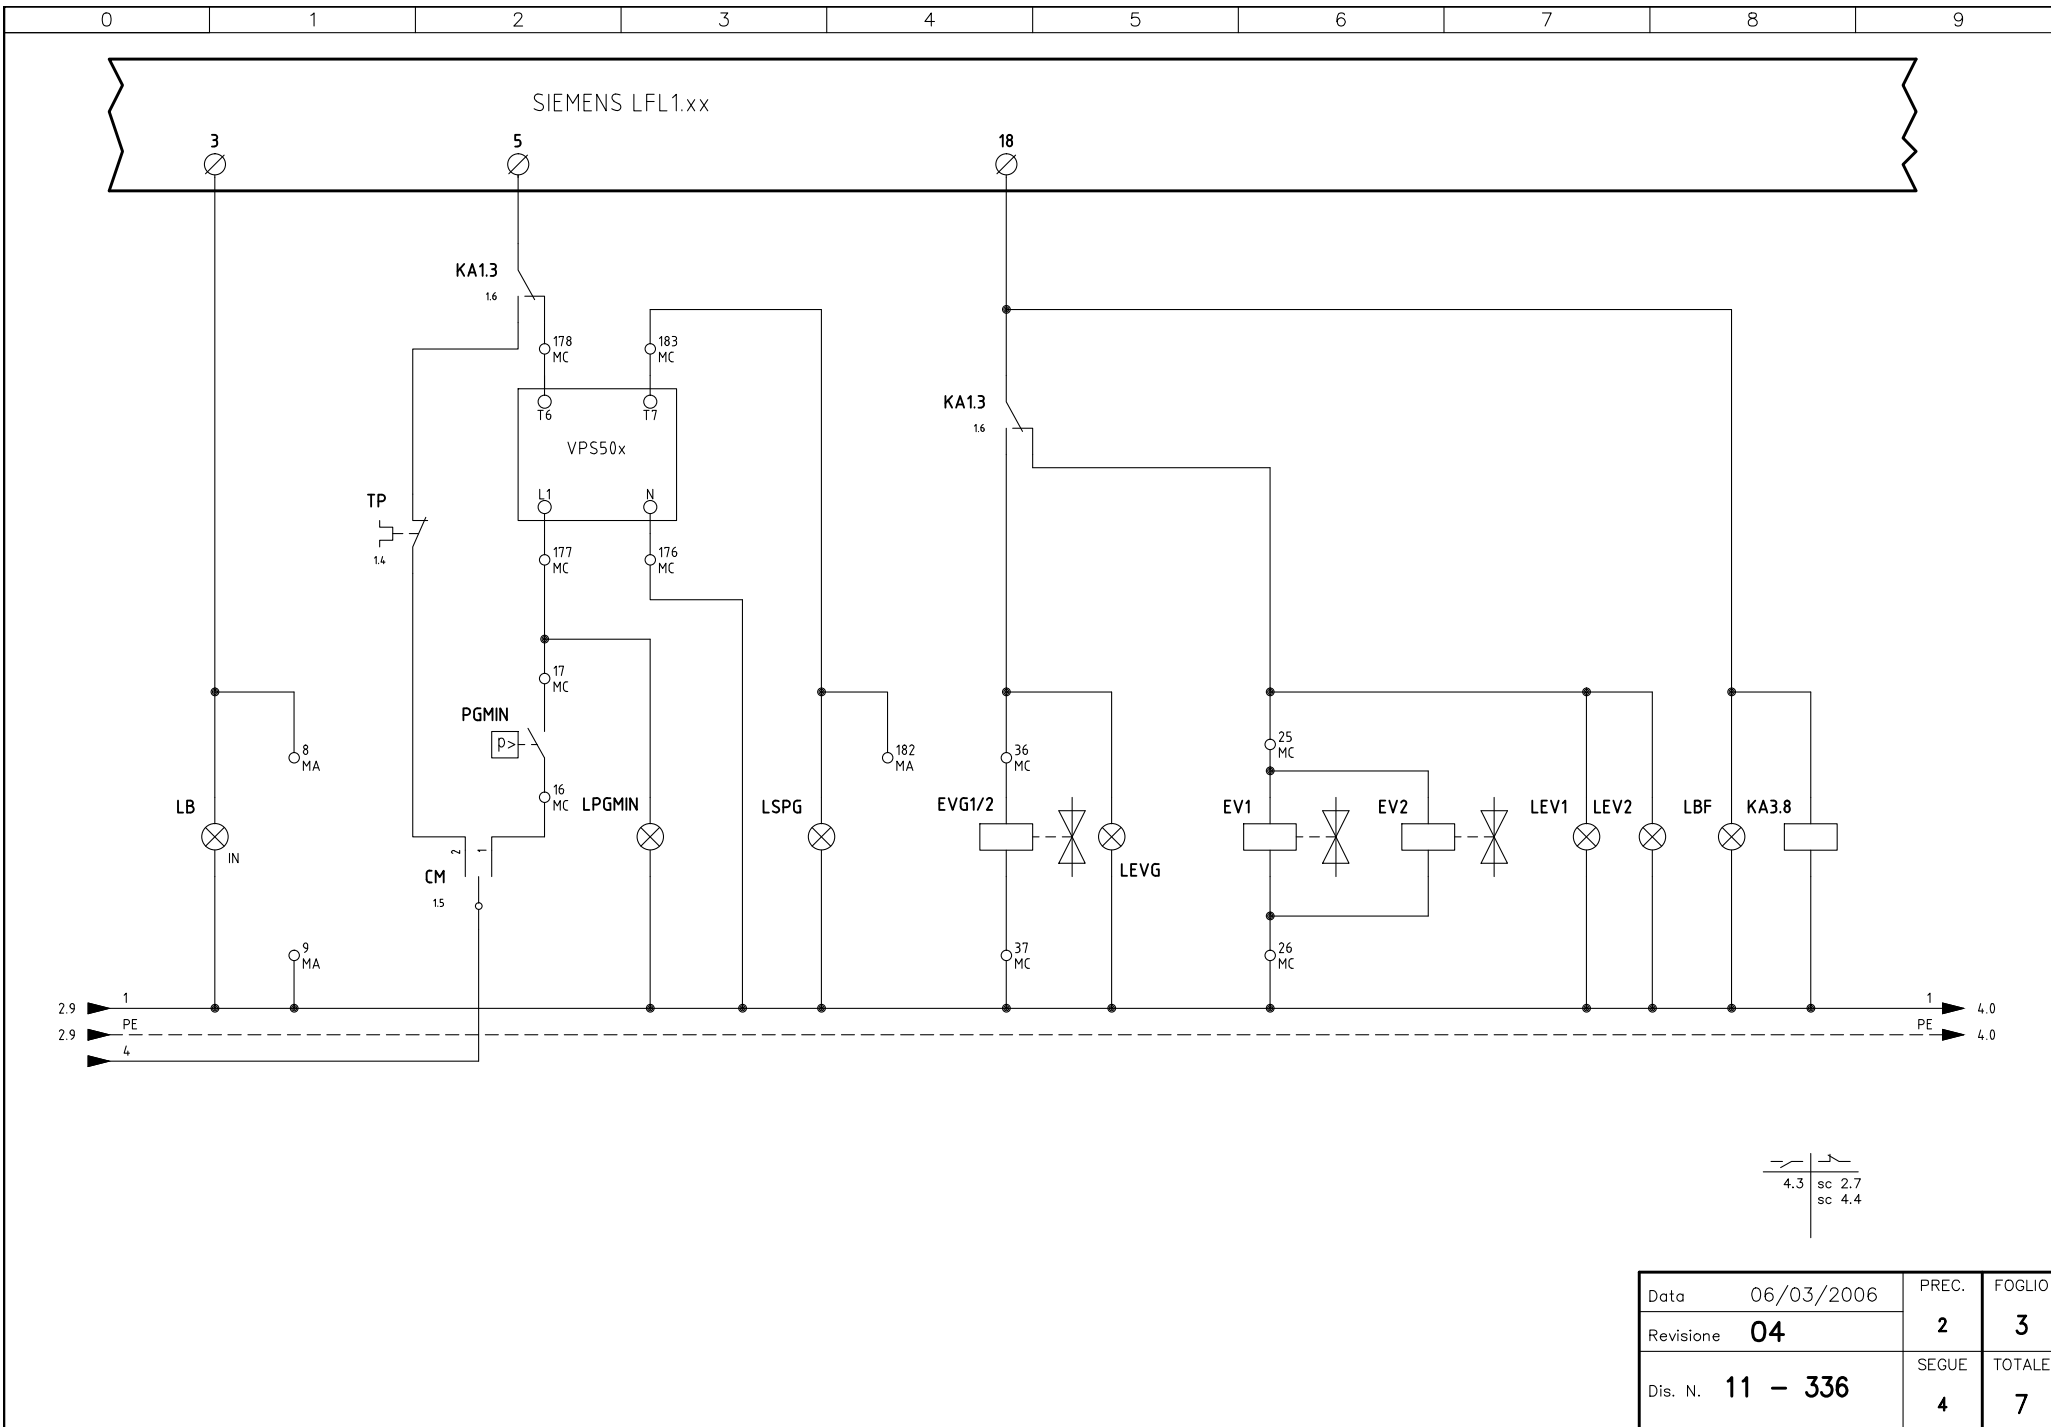 0 1 2 3 4 5 6 7 8 9
SIEMENS LFL1.xx
3 5 18
KA1.3
1.6
178
MC
183
MC
KA1.3
1.6
T6 T7
VPS50x
L1 N
TP
1.4
177
MC
176
MC
17
MC
PGMIN
P>
8
MA
182
MA
36
MC
25
MC
16
MC
LB
IN
LPGMIN
LSPG
EVG1/2
LEVG
EV1
EV2
LEV1
LEV2
LBF
KA3.8
2 1
CM
1.5
9
MA
37
MC
26
MC
2.9 1 1 4.0
2.9 PE PE 4.0
4
4.3 sc 2.7
sc 4.4
Data 06/03/2006
PREC. 2
FOGLIO 3
Revisione 04
Dis. N. 11 - 336
SEGUE 4
TOTALE 7